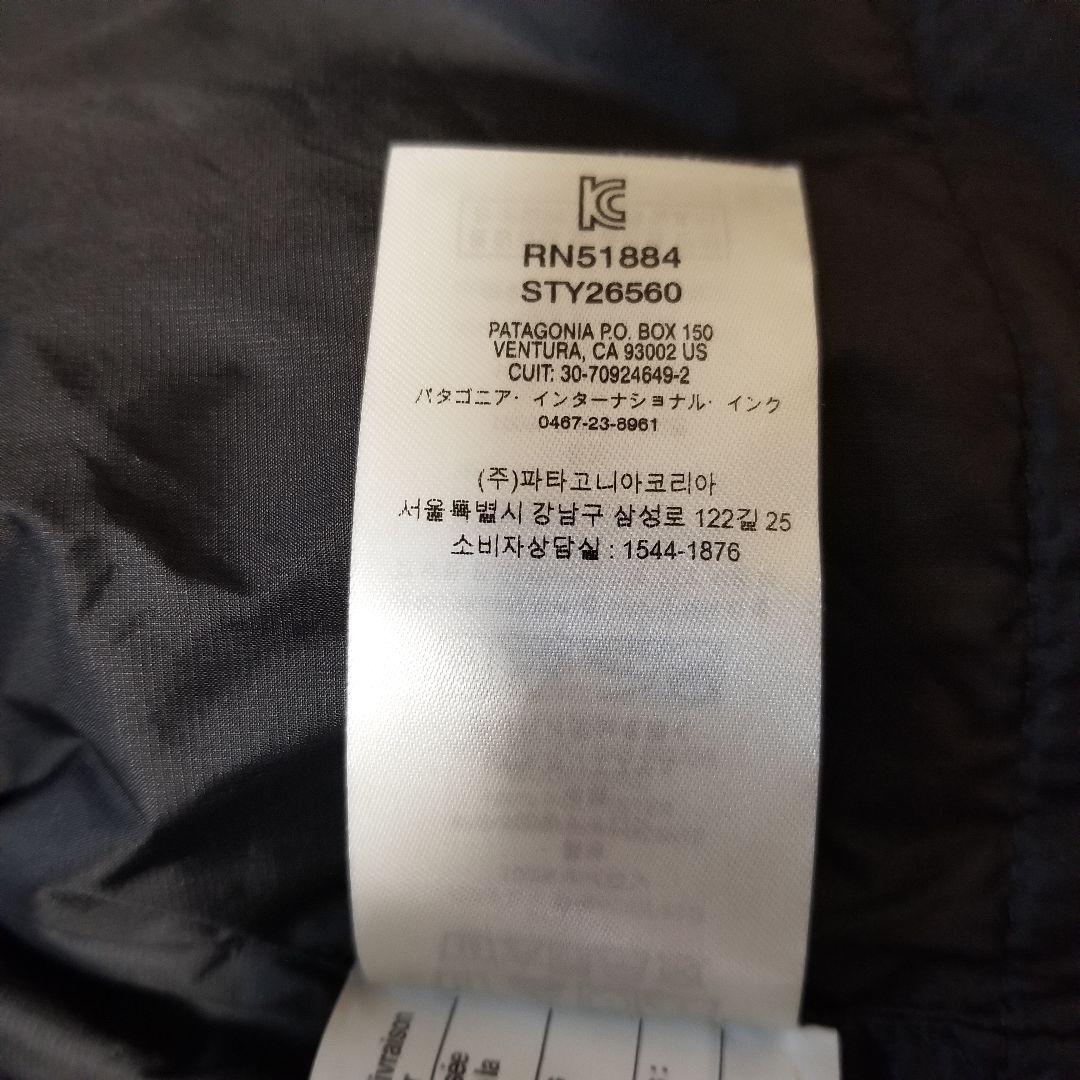 KC
RN51884
STY26560
PATAGONIA P.O. BOX 150
VENTURA, CA 93002 US
CUIT: 30-70924649-2
パタゴニア・インターナショナル・インク
0467-23-8961
(주)파타고니아코리아
서울특별시 강남구 삼성로 122길 25
소비자상담실 : 1544-1876
livraison
la